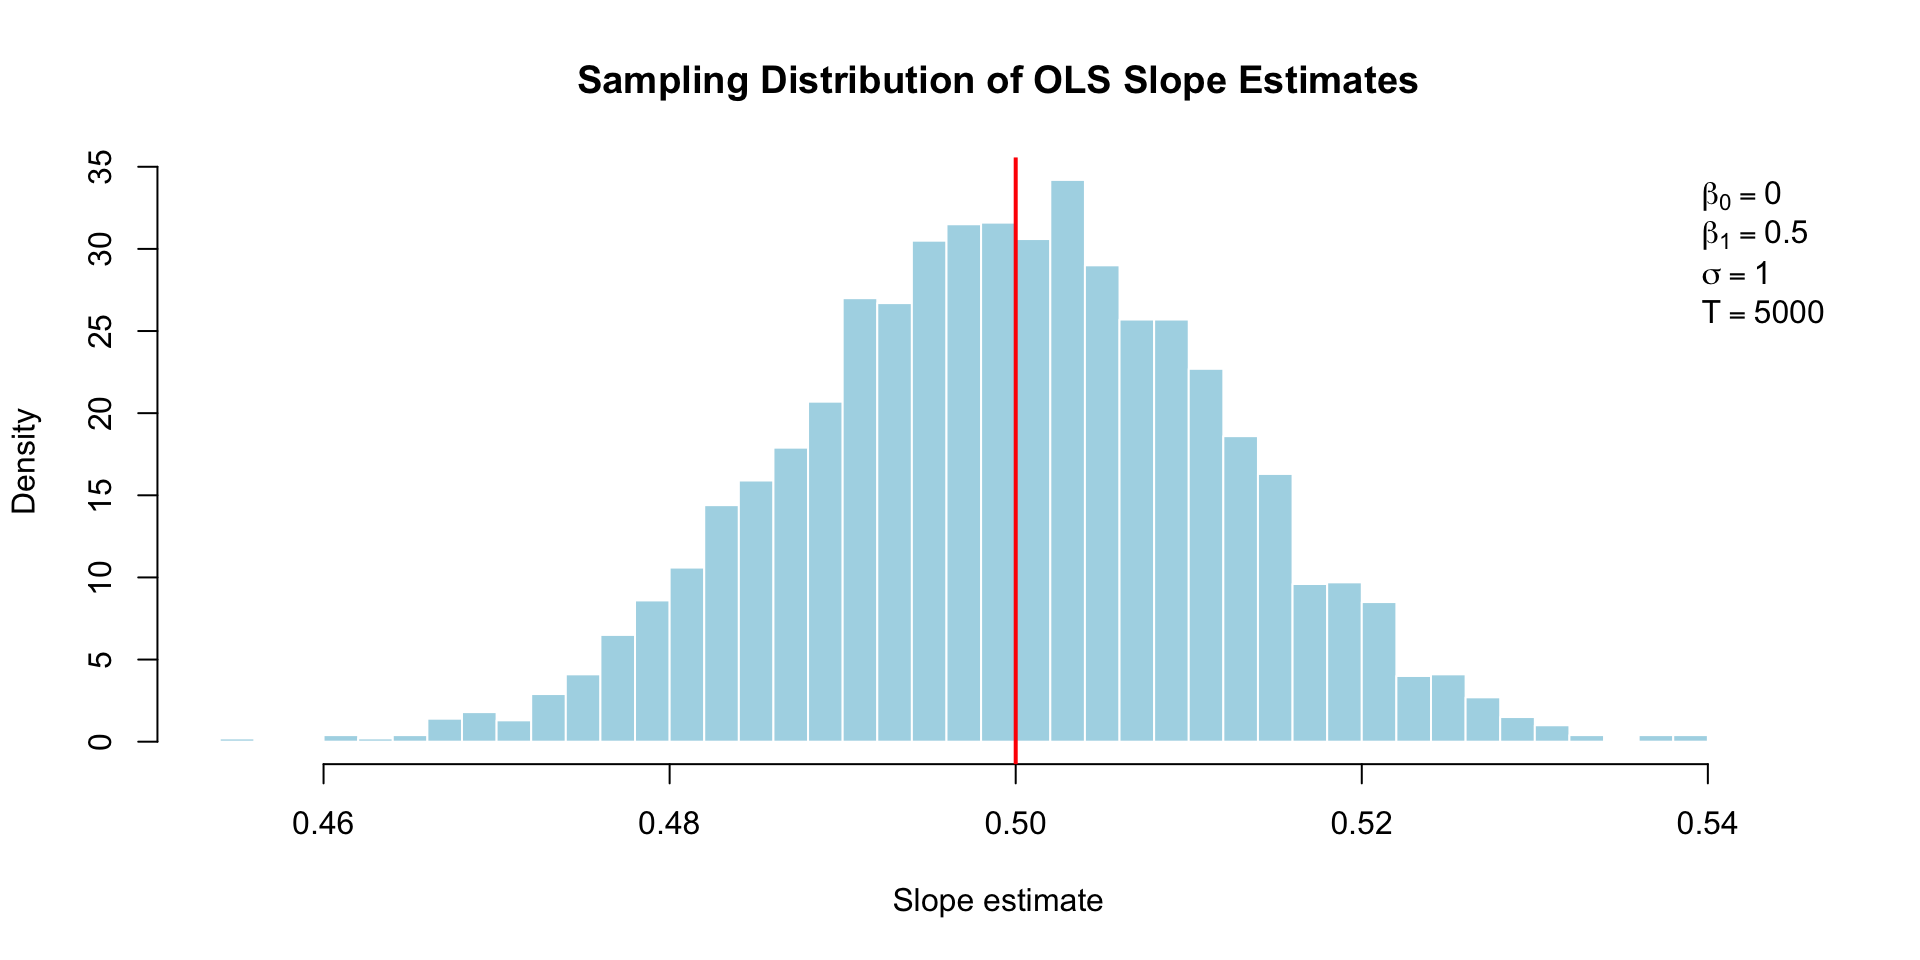 Sampling Distribution of OLS Slope Estimates
35
30
25
20
15
10
5
0
Density
β₀ = 0
β₁ = 0.5
σ = 1
T = 5000
0.46 0.48 0.50 0.52 0.54
Slope estimate